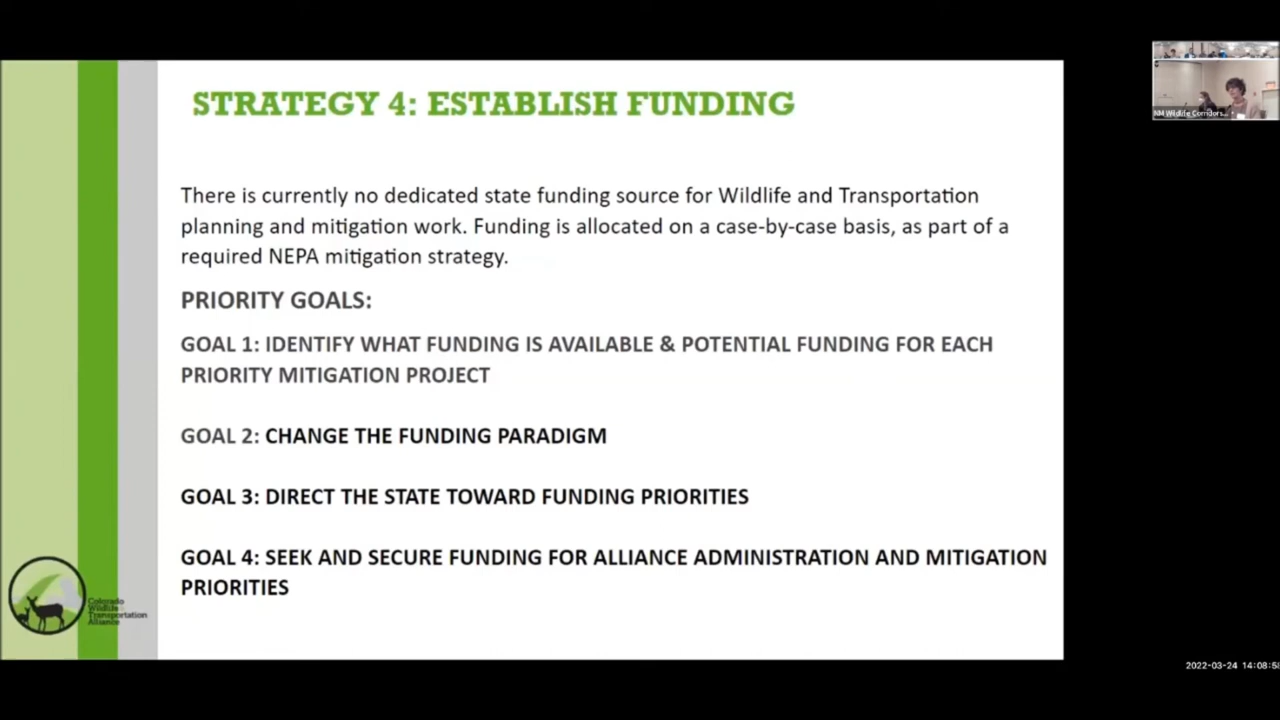 STRATEGY 4: ESTABLISH FUNDING
There is currently no dedicated state funding source for Wildlife and Transportation
planning and mitigation work. Funding is allocated on a case-by-case basis, as part of a
required NEPA mitigation strategy.
PRIORITY GOALS:
GOAL 1: IDENTIFY WHAT FUNDING IS AVAILABLE & POTENTIAL FUNDING FOR EACH
PRIORITY MITIGATION PROJECT
GOAL 2: CHANGE THE FUNDING PARADIGM
GOAL 3: DIRECT THE STATE TOWARD FUNDING PRIORITIES
GOAL 4: SEEK AND SECURE FUNDING FOR ALLIANCE ADMINISTRATION AND MITIGATION
PRIORITIES
Colorado
Wildlife
Transportation
Alliance
NM Wildlife Corridors...
2022-03-24 14:08:58